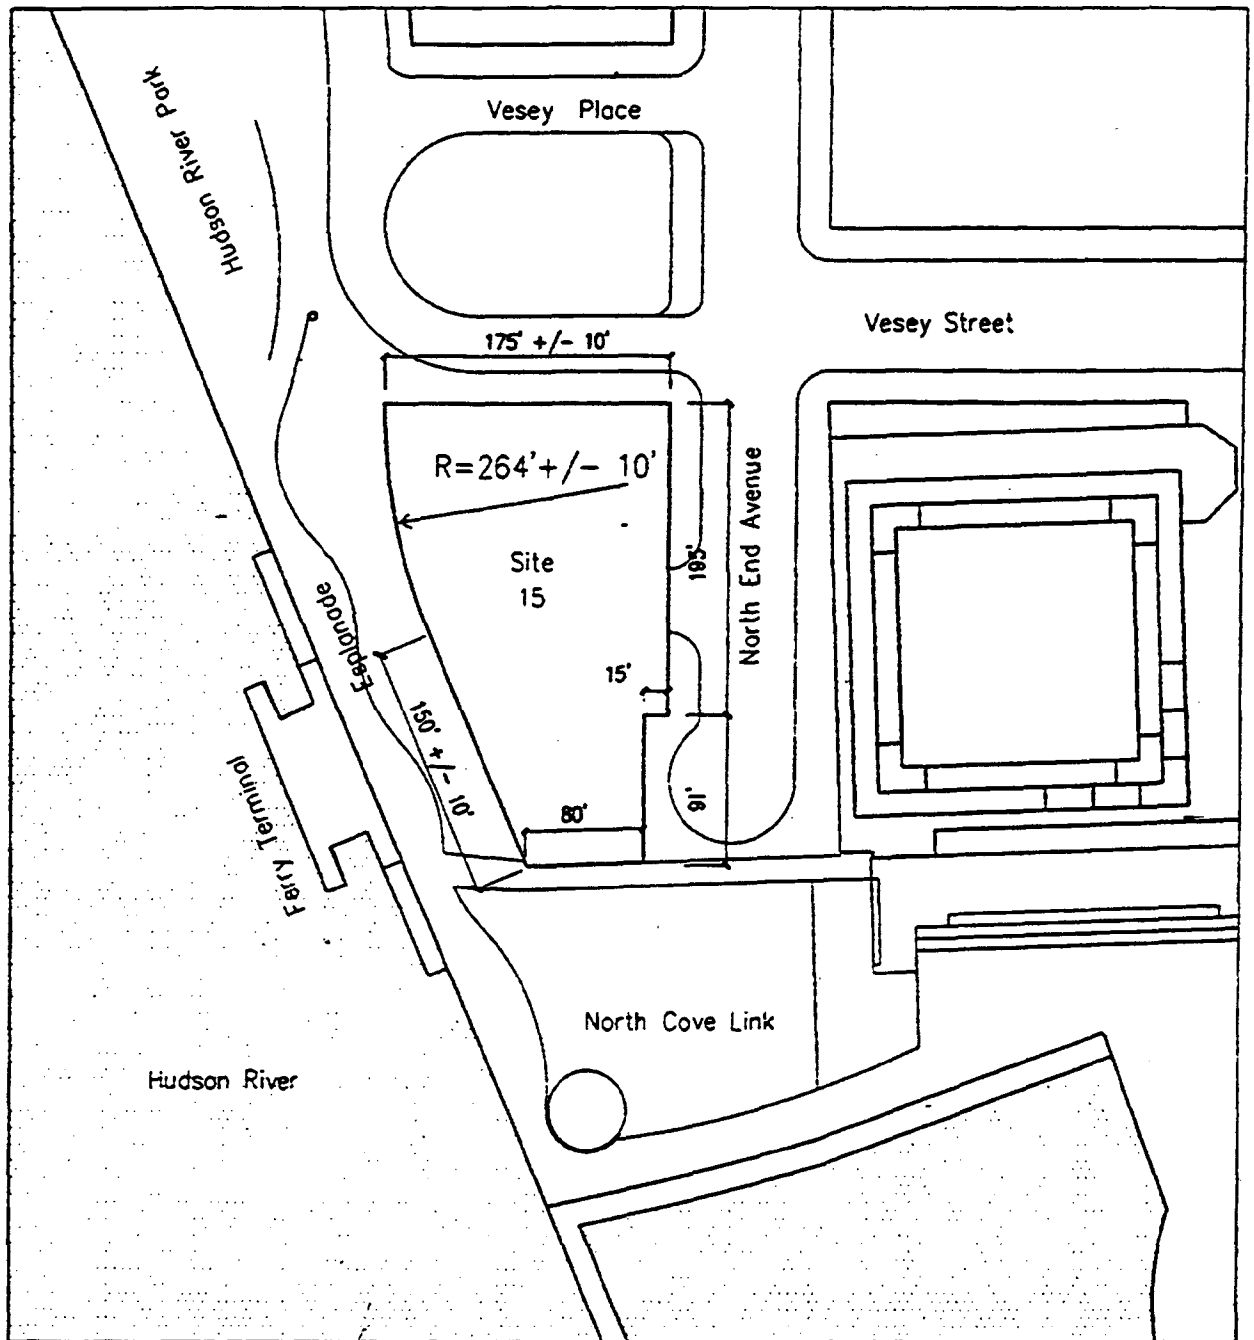 Vesey Place
Hudson River Park
Vesey Street
175' +/- 10'
R=264'+/- 10'
North End Avenue
195'
Site
15
Esplanade
15'
150' +/- 10'
91'
80'
Ferry Terminal
North Cove Link
Hudson River